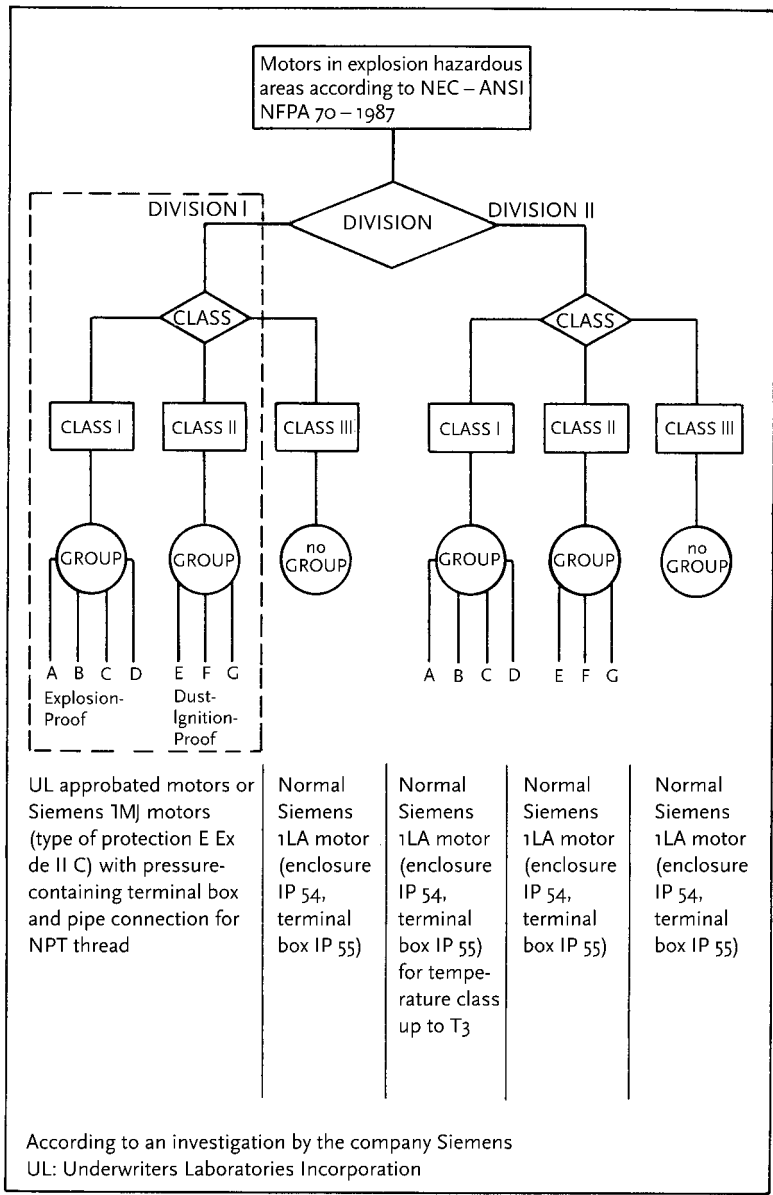 Motors in explosion hazardous
areas according to NEC – ANSI
NFPA 70 – 1987
DIVISION I
DIVISION
DIVISION II
CLASS
CLASS
CLASS I
CLASS II
CLASS III
CLASS I
CLASS II
CLASS III
GROUP
GROUP
no
GROUP
GROUP
GROUP
no
GROUP
A B C D
E F G
A B C D
E F G
Explosion-
Proof
Dust-
Ignition-
Proof
UL approbated motors or
Siemens 1MJ motors
(type of protection E Ex
de II C) with pressure-
containing terminal box
and pipe connection for
NPT thread
Normal
Siemens
1LA motor
(enclosure
IP 54,
terminal
box IP 55)
Normal
Siemens
1LA motor
(enclosure
IP 54,
terminal
box IP 55)
for tempe-
rature class
up to T3
Normal
Siemens
1LA motor
(enclosure
IP 54,
terminal
box IP 55)
Normal
Siemens
1LA motor
(enclosure
IP 54,
terminal
box IP 55)
According to an investigation by the company Siemens
UL: Underwriters Laboratories Incorporation